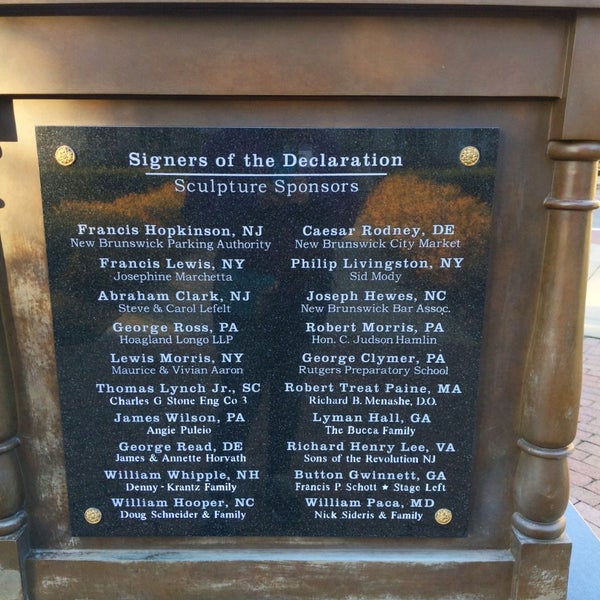 Signers of the Declaration
Sculpture Sponsors
Francis Hopkinson, NJ
New Brunswick Parking Authority
Francis Lewis, NY
Josephine Marchetta
Abraham Clark, NJ
Steve & Carol Lefelt
George Ross, PA
Hoagland Longo LLP
Lewis Morris, NY
Maurice & Vivian Aaron
Thomas Lynch Jr., SC
Charles G Stone Eng Co 3
James Wilson, PA
Angie Puleio
George Read, DE
James & Annette Horvath
William Whipple, NH
Denny - Krantz Family
William Hooper, NC
Doug Schneider & Family
Caesar Rodney, DE
New Brunswick City Market
Philip Livingston, NY
Sid Mody
Joseph Hewes, NC
New Brunswick Bar Assoc.
Robert Morris, PA
Hon. C. Judson Hamlin
George Clymer, PA
Rutgers Preparatory School
Robert Treat Paine, MA
Richard B. Menashe, D.O.
Lyman Hall, GA
The Bucca Family
Richard Henry Lee, VA
Sons of the Revolution NJ
Button Gwinnett, GA
Francis P. Schott ★ Stage Left
William Paca, MD
Nick Sideris & Family